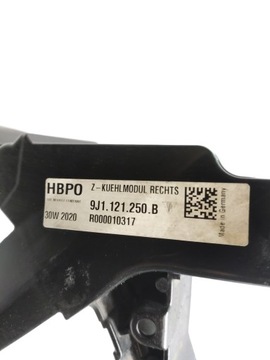 HBPO
Z-KUEHLMODUL RECHTS
9J1.121.250.B
30W 2020
R000010317
Made in Germany